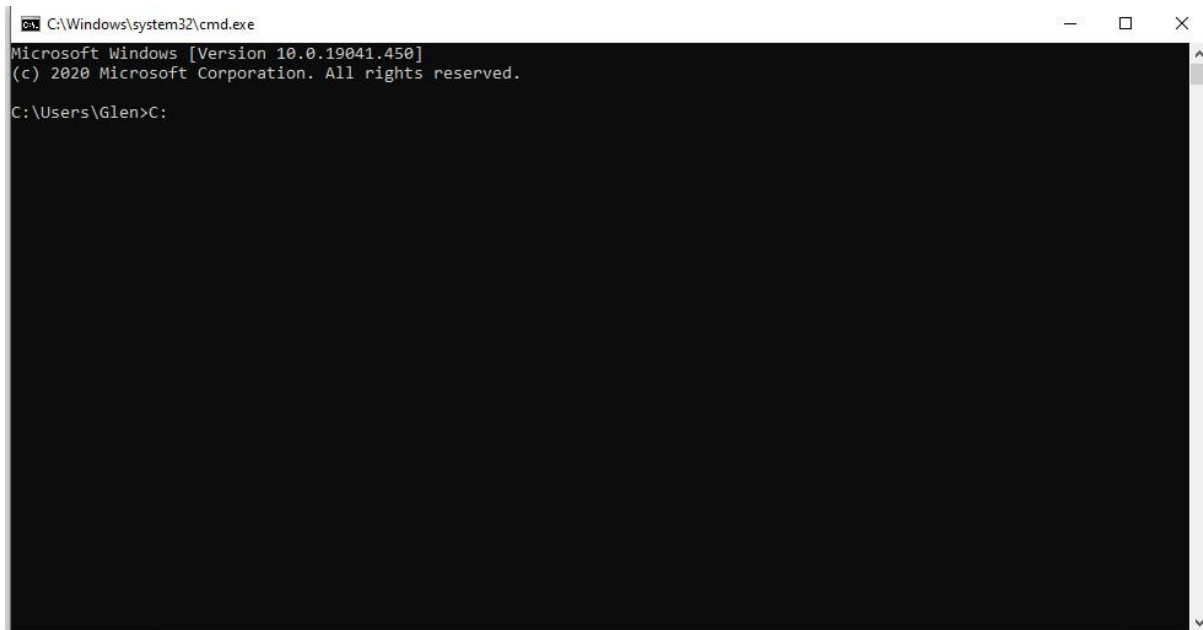 C:\Windows\system32\cmd.exe
Microsoft Windows [Version 10.0.19041.450]
(c) 2020 Microsoft Corporation. All rights reserved.
C:\Users\Glen>C: